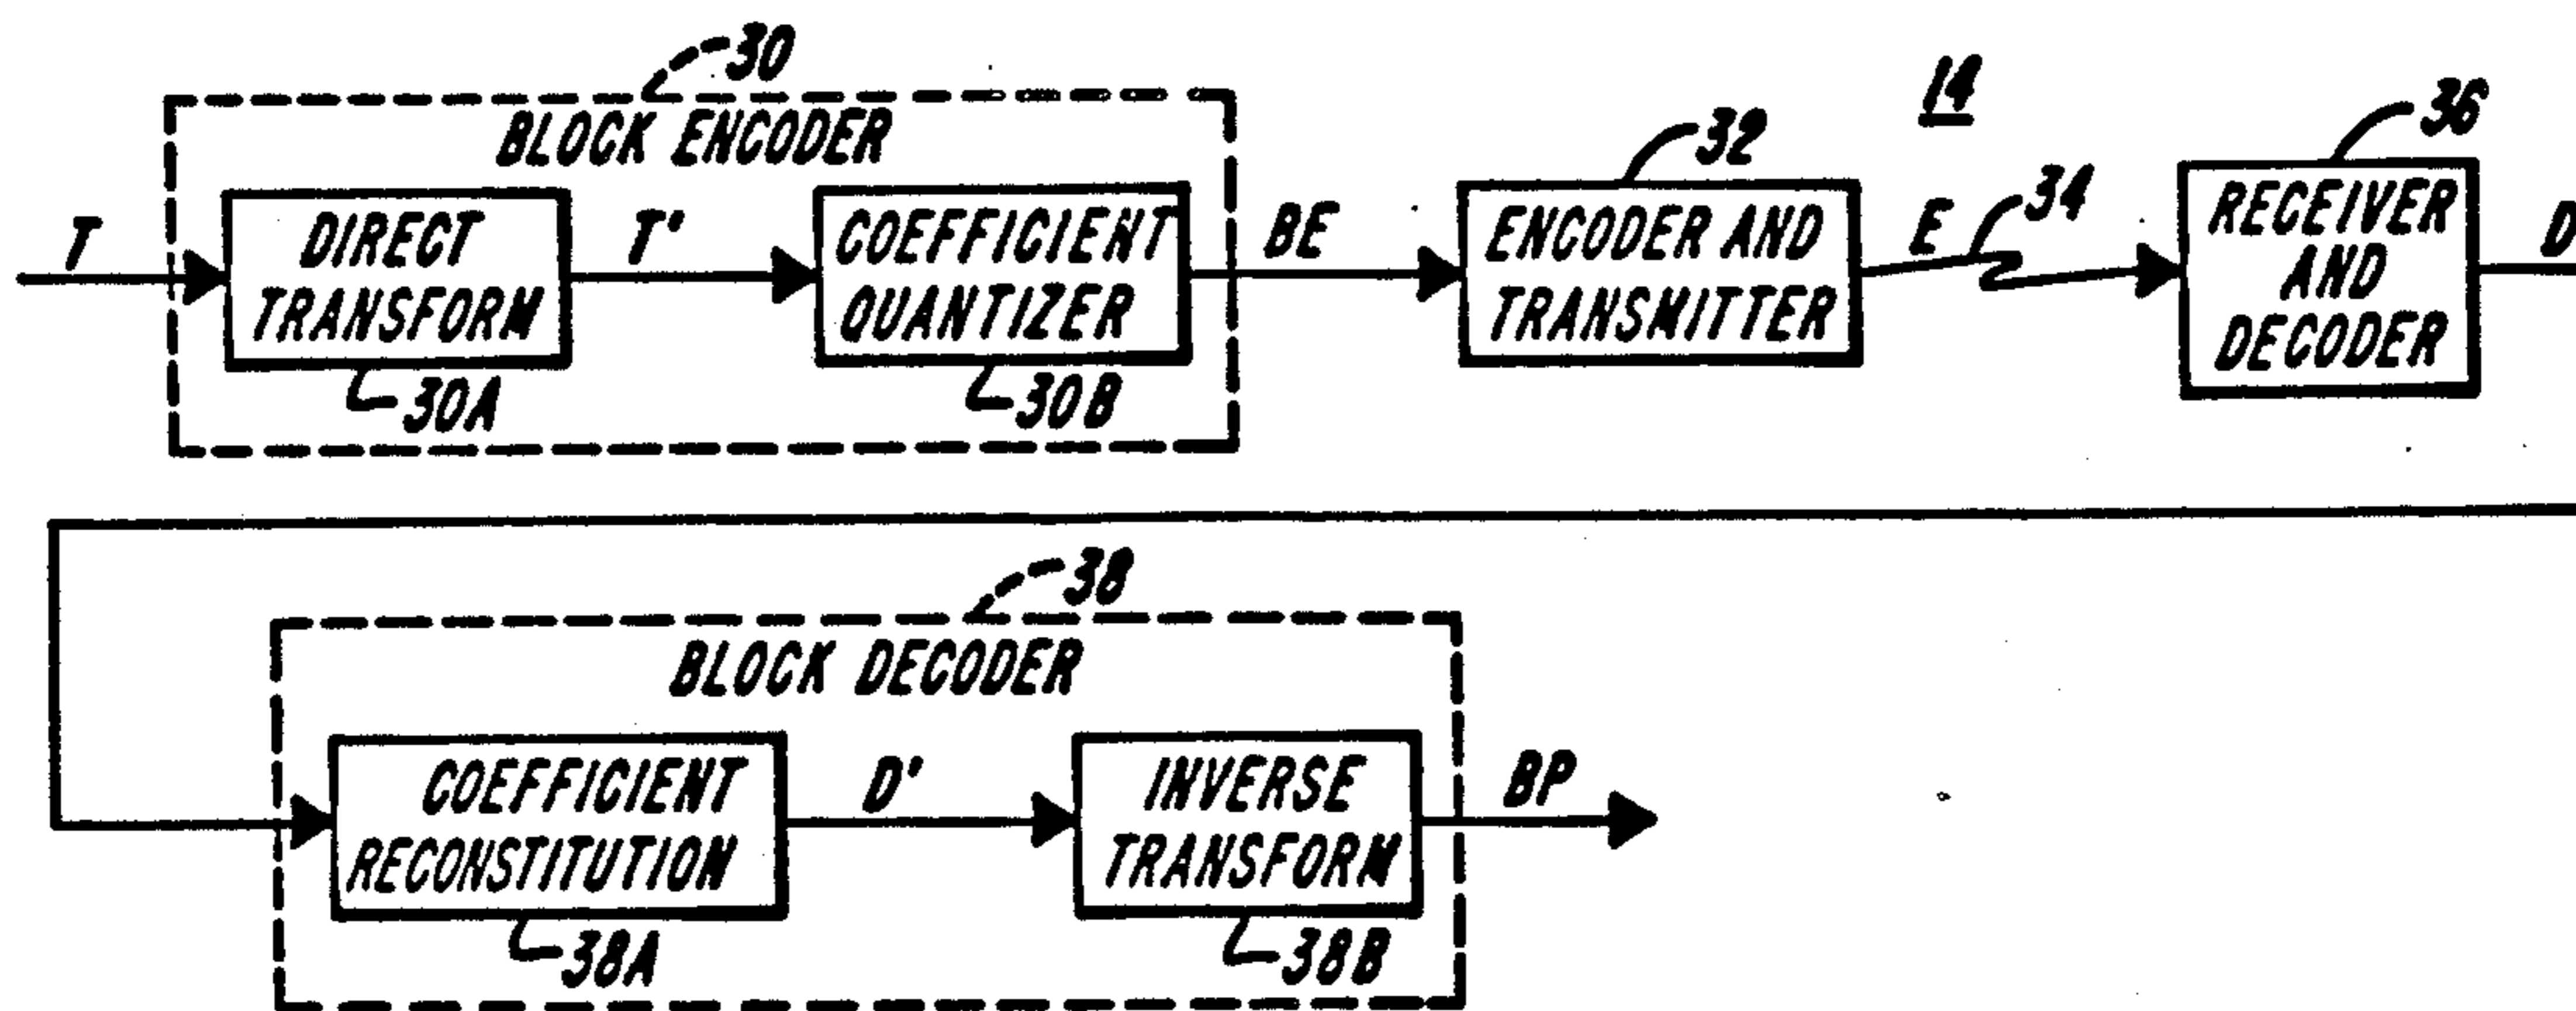 30
14
BLOCK ENCODER
32
36
T
DIRECT
TRANSFORM
T'
COEFFICIENT
QUANTIZER
BE
ENCODER AND
TRANSMITTER
E
34
RECEIVER
AND
DECODER
D
30A
30B
38
BLOCK DECODER
COEFFICIENT
RECONSTITUTION
D'
INVERSE
TRANSFORM
BP
38A
38B